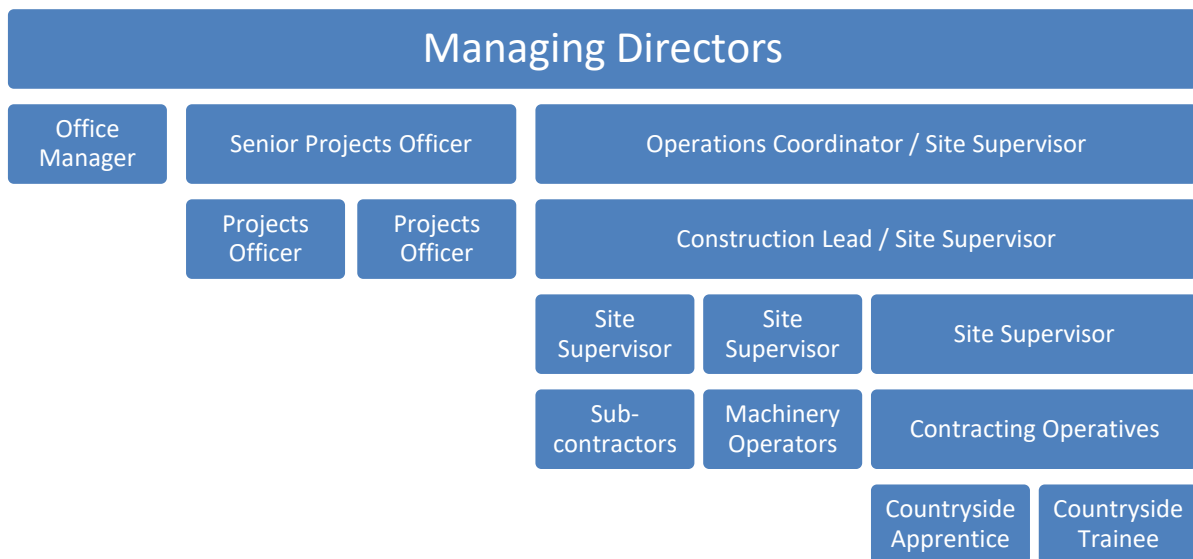 Managing Directors
Office
Manager
Senior Projects Officer
Operations Coordinator / Site Supervisor
Projects
Officer
Projects
Officer
Construction Lead / Site Supervisor
Site
Supervisor
Site
Supervisor
Site Supervisor
Sub-
contractors
Machinery
Operators
Contracting Operatives
Countryside
Apprentice
Countryside
Trainee